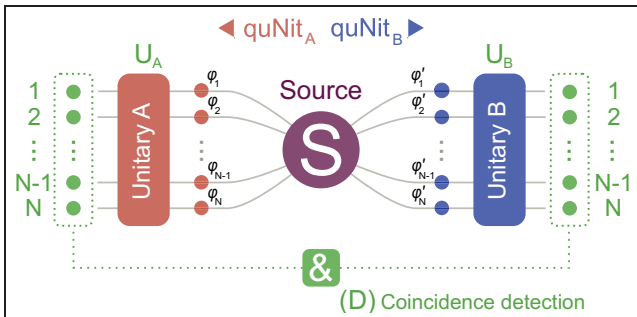 quNit_A quNit_B
U_A U_B
Source
S
Unitary A
Unitary B
1
2
N-1
N
φ_1
φ_2
φ_N-1
φ_N
φ′_1
φ′_2
φ′_N-1
φ′_N
1
2
N-1
N
&
(D) Coincidence detection